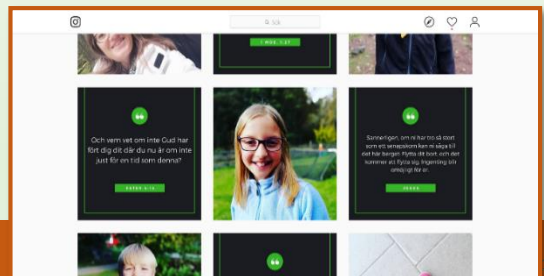 Sök
1 MOS. 1:27
Och vem vet om inte Gud har
fört dig dit där du nu är om inte
just för en tid som denna?
ESTER 4:14
Sannerligen, om ni har tro så stort
som ett senapskorn kan ni säga till
det här berget: Flytta dit bort, och det
kommer att flytta sig. Ingenting blir
omöjligt för er.